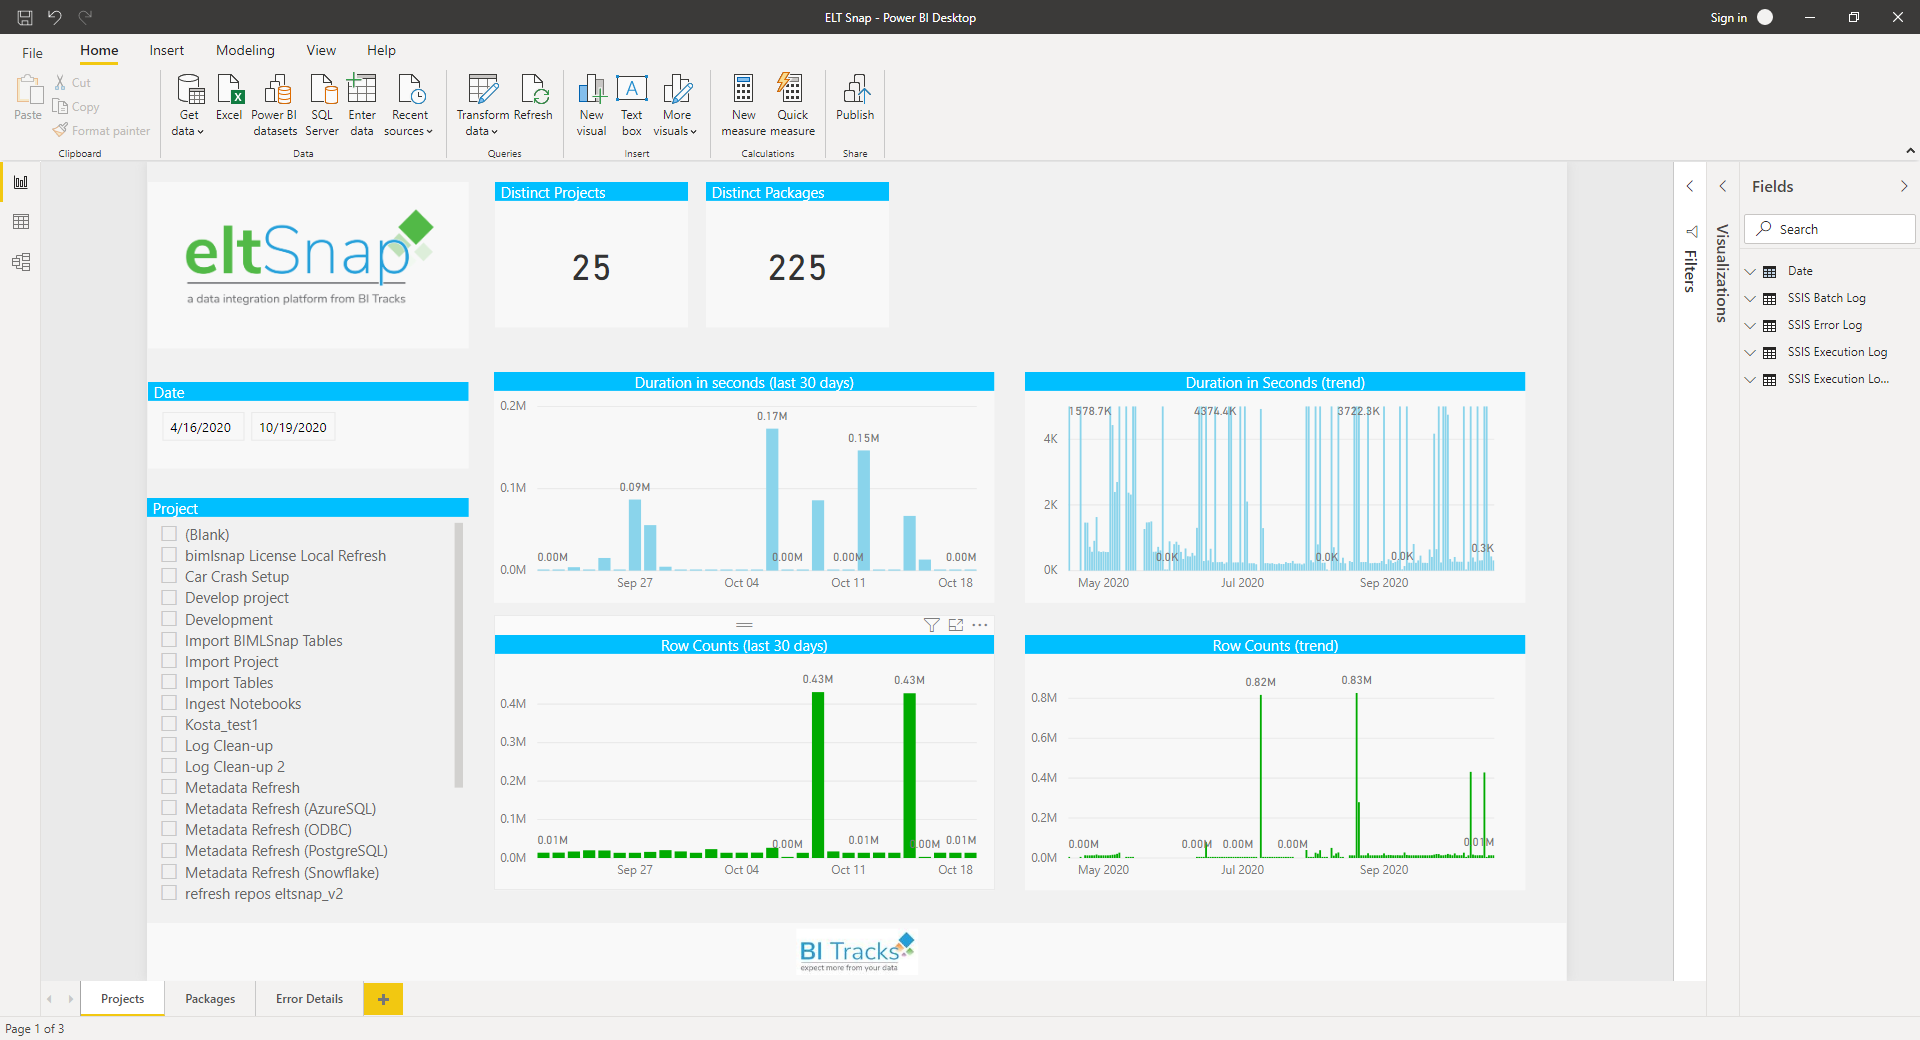 ELT Snap - Power BI Desktop
Sign in
File
Home
Insert
Modeling
View
Help
Paste
Cut
Copy
Format painter
Clipboard
Get data
Excel
Power BI datasets
SQL Server
Enter data
Recent sources
Data
Transform data
Refresh
Queries
New visual
Text box
More visuals
Insert
New measure
Quick measure
Calculations
Publish
Share
eltSnap
a data integration platform from BI Tracks
Distinct Projects
25
Distinct Packages
225
Date
4/16/2020
10/19/2020
Project
(Blank)
bimlsnap License Local Refresh
Car Crash Setup
Develop project
Development
Import BIMLSnap Tables
Import Project
Import Tables
Ingest Notebooks
Kosta_test1
Log Clean-up
Log Clean-up 2
Metadata Refresh
Metadata Refresh (AzureSQL)
Metadata Refresh (ODBC)
Metadata Refresh (PostgreSQL)
Metadata Refresh (Snowflake)
refresh repos eltsnap_v2
Duration in seconds (last 30 days)
0.2M
0.1M
0.0M
0.00M
0.09M
0.17M
0.00M
0.00M
0.15M
0.00M
Sep 27
Oct 04
Oct 11
Oct 18
Duration in Seconds (trend)
4K
2K
0K
1578.7K
4374.4K
3722.3K
0.0K
0.0K
0.0K
0.3K
May 2020
Jul 2020
Sep 2020
Row Counts (last 30 days)
0.4M
0.3M
0.2M
0.1M
0.0M
0.01M
0.00M
0.43M
0.01M
0.43M
0.00M
0.01M
Sep 27
Oct 04
Oct 11
Oct 18
Row Counts (trend)
0.8M
0.6M
0.4M
0.2M
0.0M
0.00M
0.00M
0.00M
0.82M
0.00M
0.83M
0.01M
May 2020
Jul 2020
Sep 2020
BI Tracks
expect more from your data
Filters
Visualizations
Fields
Search
Date
SSIS Batch Log
SSIS Error Log
SSIS Execution Log
SSIS Execution Lo...
Projects
Packages
Error Details
Page 1 of 3